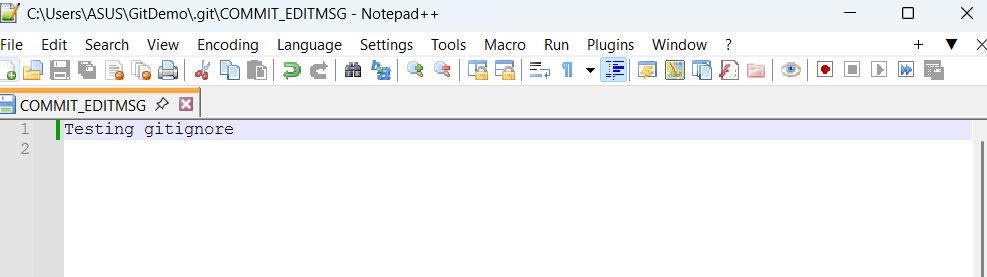 C:\Users\ASUS\GitDemo\.git\COMMIT_EDITMSG - Notepad++
File Edit Search View Encoding Language Settings Tools Macro Run Plugins Window ?
COMMIT_EDITMSG
1 Testing gitignore
2